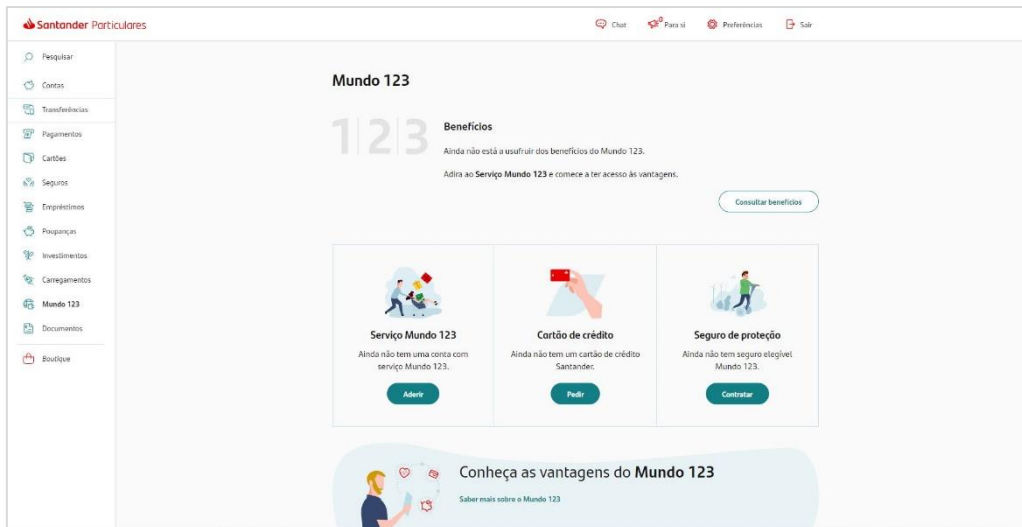 Santander Particulares
Chat
0
Para si
Preferências
Sair
Pesquisar
Contas
Transferências
Pagamentos
Cartões
Seguros
Empréstimos
Poupanças
Investimentos
Carregamentos
Mundo 123
Documentos
Boutique
Mundo 123
1|2|3
Benefícios
Ainda não está a usufruir dos benefícios do Mundo 123.
Adira ao Serviço Mundo 123 e comece a ter acesso às vantagens.
Consultar benefícios
Serviço Mundo 123
Ainda não tem uma conta com
serviço Mundo 123.
Aderir
Cartão de crédito
Ainda não tem um cartão de crédito
Santander.
Pedir
Seguro de proteção
Ainda não tem seguro elegível
Mundo 123.
Contratar
Conheça as vantagens do Mundo 123
Saber mais sobre o Mundo 123